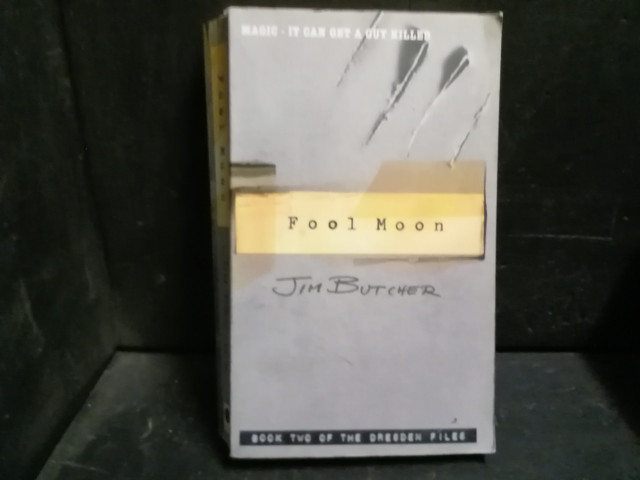 MAGIC - IT CAN GET A GUY KILLED
Fool Moon
JIM BUTCHER
BOOK TWO OF THE DRESDEN FILES